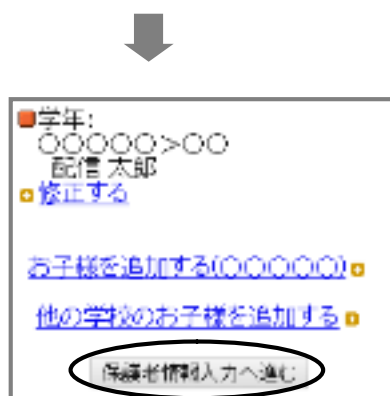 ■学年:
○○○○○>○○
配信 太郎
修正する
お子様を追加する(○○○○○)
他の学校のお子様を追加する
保護者情報入力へ進む